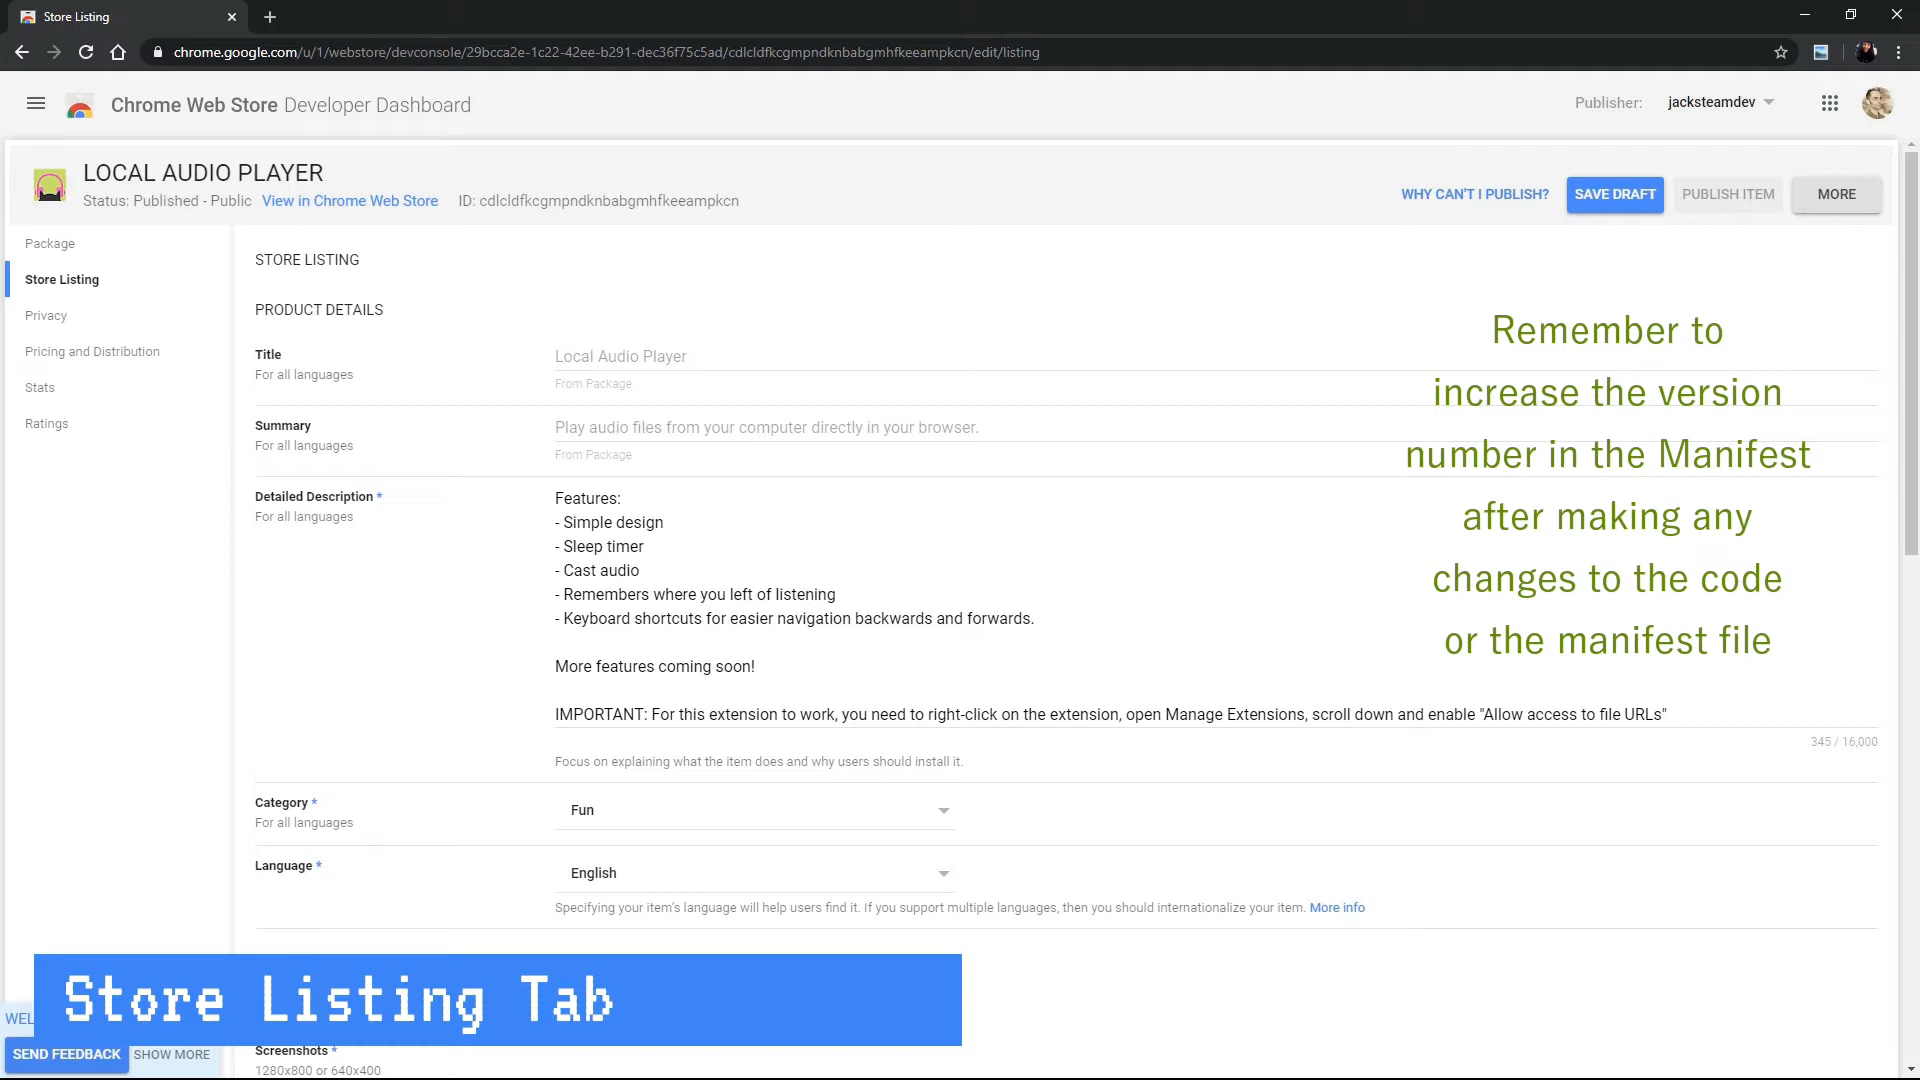 Store Listing
chrome.google.com/u/1/webstore/devconsole/29bcca2e-1c22-42ee-b291-dec36f75c5ad/cdlcldfkcgmpndknbabgmhfkeeampkcn/edit/listing
Chrome Web Store Developer Dashboard
Publisher: jacksteamdev
LOCAL AUDIO PLAYER
Status: Published - Public View in Chrome Web Store ID: cdlcldfkcgmpndknbabgmhfkeeampkcn
WHY CAN'T I PUBLISH? SAVE DRAFT PUBLISH ITEM MORE
Package
Store Listing
Privacy
Pricing and Distribution
Stats
Ratings
STORE LISTING
PRODUCT DETAILS
Title
For all languages
Local Audio Player
From Package
Summary
For all languages
Play audio files from your computer directly in your browser.
From Package
Detailed Description *
For all languages
Features:
- Simple design
- Sleep timer
- Cast audio
- Remembers where you left of listening
- Keyboard shortcuts for easier navigation backwards and forwards.
More features coming soon!
IMPORTANT: For this extension to work, you need to right-click on the extension, open Manage Extensions, scroll down and enable "Allow access to file URLs"
345 / 16,000
Focus on explaining what the item does and why users should install it.
Remember to
increase the version
number in the Manifest
after making any
changes to the code
or the manifest file
Category *
For all languages
Fun
Language *
English
Specifying your item's language will help users find it. If you support multiple languages, then you should internationalize your item. More info
Store Listing Tab
WEL
SEND FEEDBACK SHOW MORE
Screenshots *
1280x800 or 640x400